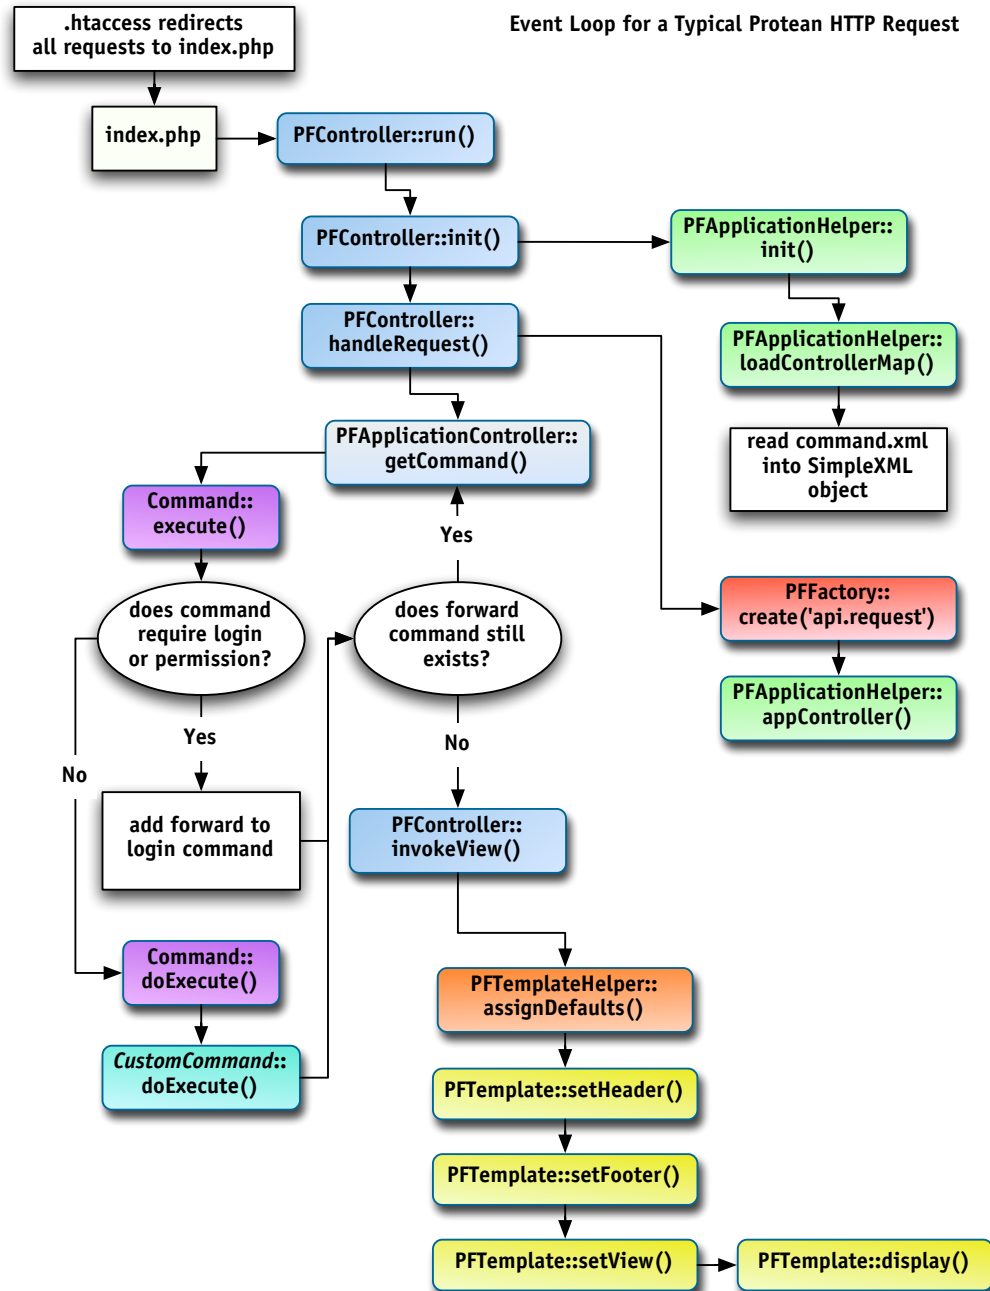 .htaccess redirects
all requests to index.php
Event Loop for a Typical Protean HTTP Request
index.php
PFController::run()
PFController::init()
PFApplicationHelper::
init()
PFController::
handleRequest()
PFApplicationHelper::
loadControllerMap()
PFApplicationController::
getCommand()
read command.xml
into SimpleXML
object
Command::
execute()
Yes
does command
require login
or permission?
does forward
command still
exists?
PFFactory::
create('api.request')
PFApplicationHelper::
appController()
Yes
No
No
add forward to
login command
PFController::
invokeView()
Command::
doExecute()
PFTemplateHelper::
assignDefaults()
CustomCommand::
doExecute()
PFTemplate::setHeader()
PFTemplate::setFooter()
PFTemplate::setView()
PFTemplate::display()